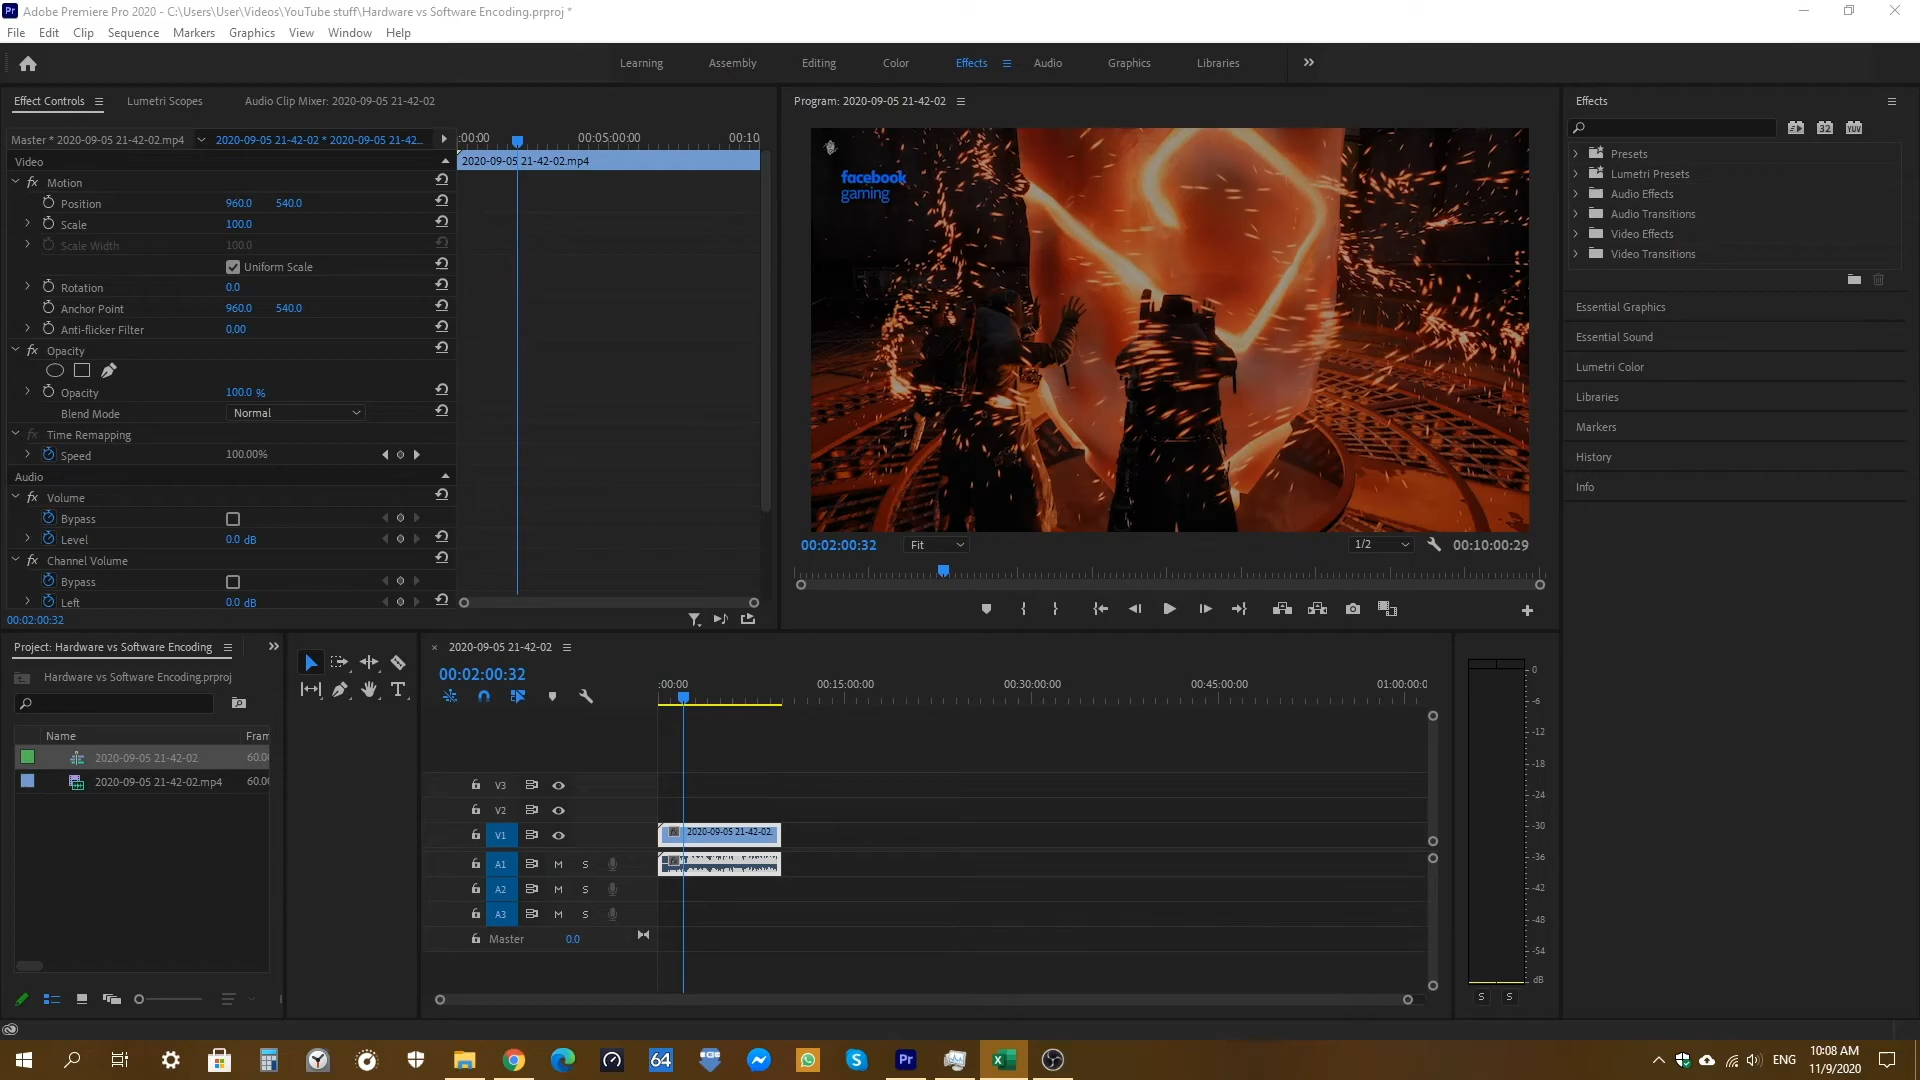 Adobe Premiere Pro 2020 - C:\Users\User\Videos\YouTube stuff\Hardware vs Software Encoding.prproj *
File Edit Clip Sequence Markers Graphics View Window Help
Learning Assembly Editing Color Effects Audio Graphics Libraries
Effect Controls Lumetri Scopes Audio Clip Mixer: 2020-09-05 21-42-02
Master * 2020-09-05 21-42-02.mp4 2020-09-05 21-42-02 * 2020-09-05 21-42...
:00:00 00:05:00:00 00:10
Video
2020-09-05 21-42-02.mp4
Motion
Position 960.0 540.0
Scale 100.0
Scale Width 100.0
Uniform Scale
Rotation 0.0
Anchor Point 960.0 540.0
Anti-flicker Filter 0.00
Opacity
Opacity 100.0 %
Blend Mode Normal
Time Remapping
Speed 100.00%
Audio
Volume
Bypass
Level 0.0 dB
Channel Volume
Bypass
Left 0.0 dB
00:02:00:32
Program: 2020-09-05 21-42-02
facebook
gaming
00:02:00:32 Fit 1/2 00:10:00:29
Effects
32 YUV
Presets
Lumetri Presets
Audio Effects
Audio Transitions
Video Effects
Video Transitions
Essential Graphics
Essential Sound
Lumetri Color
Libraries
Markers
History
Info
Project: Hardware vs Software Encoding
Hardware vs Software Encoding.prproj
Name Fram
2020-09-05 21-42-02 60.00
2020-09-05 21-42-02.mp4 60.00
2020-09-05 21-42-02
00:02:00:32
:00:00 00:15:00:00 00:30:00:00 00:45:00:00 01:00:00:0
V3
V2
V1 2020-09-05 21-42-02.
A1 M S
A2 M S
A3 M S
Master 0.0
0
-6
-12
-18
-24
-30
-36
-42
-48
-54
dB
S S
64 Pr ENG
10:08 AM
11/9/2020